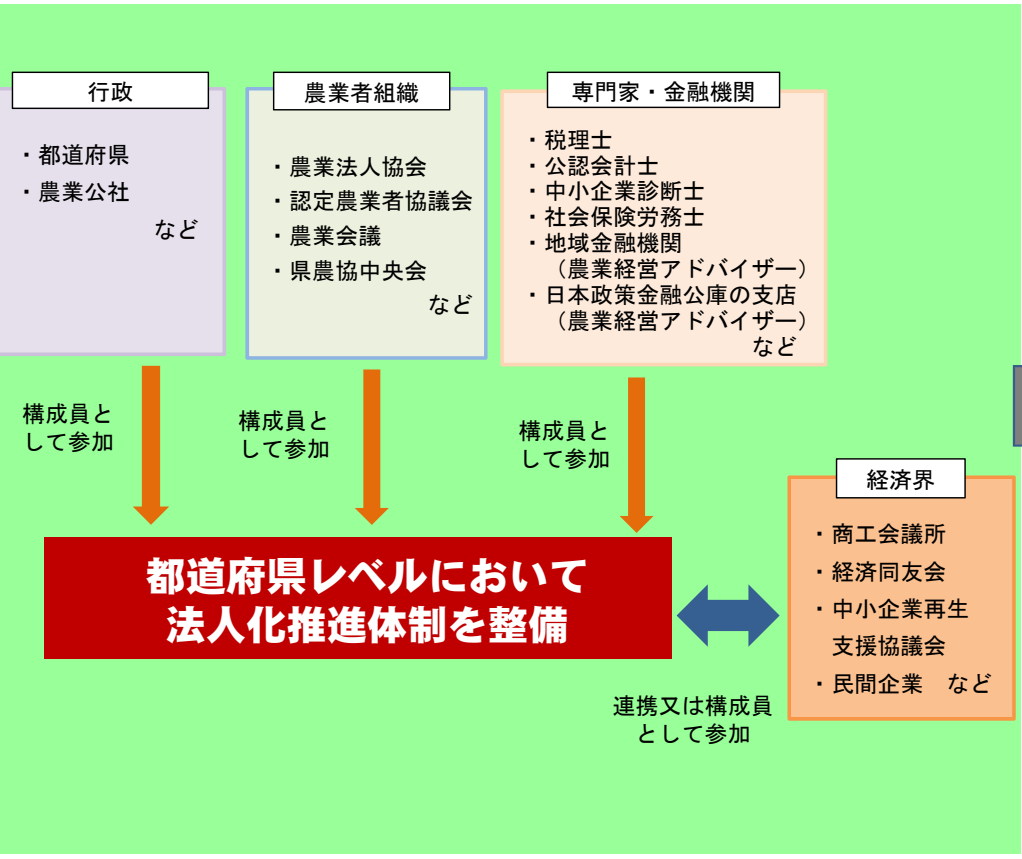 行政
・都道府県
・農業公社
など
農業者組織
・農業法人協会
・認定農業者協議会
・農業会議
・県農協中央会
など
専門家・金融機関
・税理士
・公認会計士
・中小企業診断士
・社会保険労務士
・地域金融機関
（農業経営アドバイザー）
・日本政策金融公庫の支店
（農業経営アドバイザー）
など
構成員と
して参加
構成員と
して参加
構成員と
して参加
都道府県レベルにおいて
法人化推進体制を整備
経済界
・商工会議所
・経済同友会
・中小企業再生
支援協議会
・民間企業　など
連携又は構成員
として参加